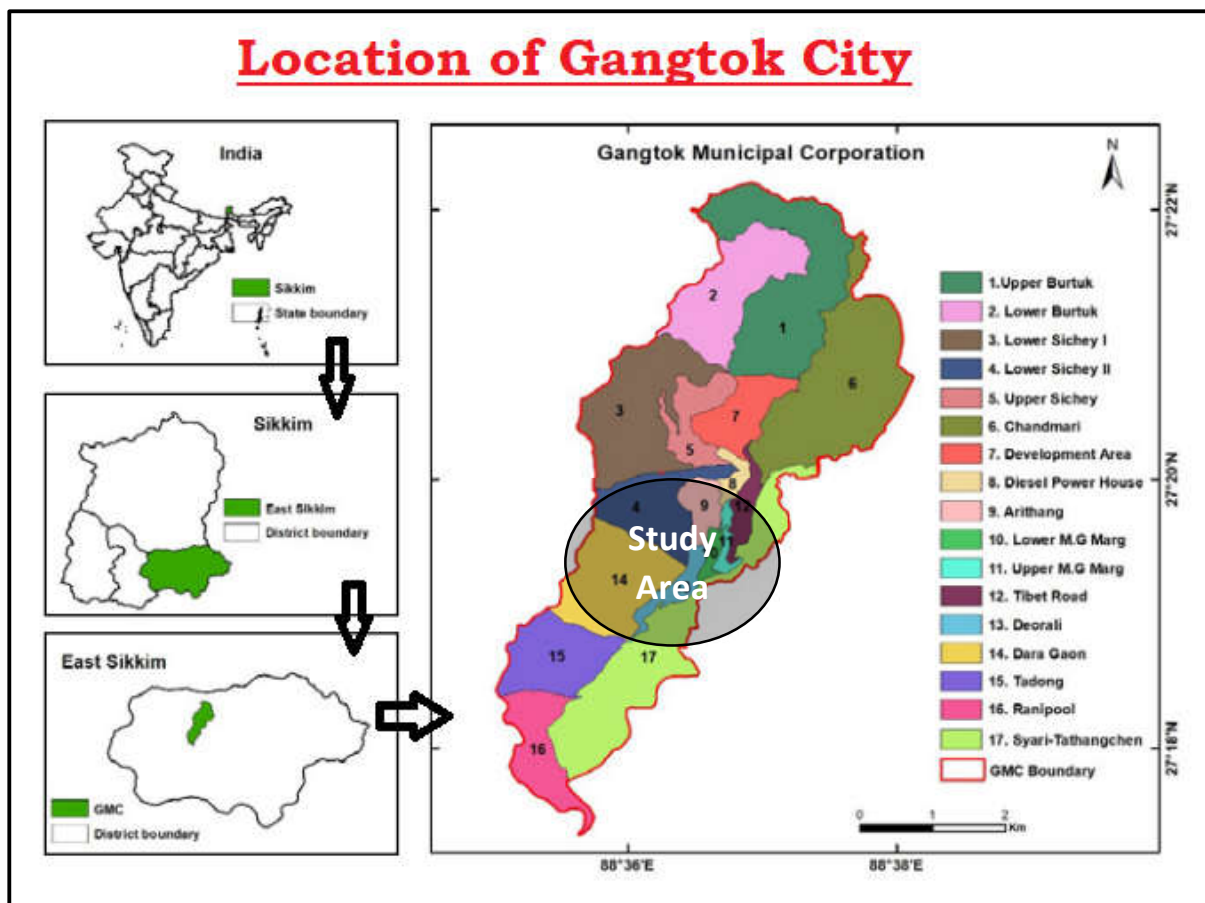 Location of Gangtok City
India
Sikkim
State boundary
Sikkim
East Sikkim
District boundary
East Sikkim
GMC
District boundary
Gangtok Municipal Corporation
N
27°22'N
27°20'N
27°18'N
88°36'E
88°38'E
1
2
3
4
5
6
7
8
9
11
12
14
15
16
17
Study
Area
1.Upper Burtuk
2. Lower Burtuk
3. Lower Sichey I
4. Lower Sichey II
5. Upper Sichey
6. Chandmari
7. Development Area
8. Diesel Power House
9. Arithang
10. Lower M.G Marg
11. Upper M.G Marg
12. Tibet Road
13. Deorali
14. Dara Gaon
15. Tadong
16. Ranipool
17. Syari-Tathangchen
GMC Boundary
0 1 2
Km